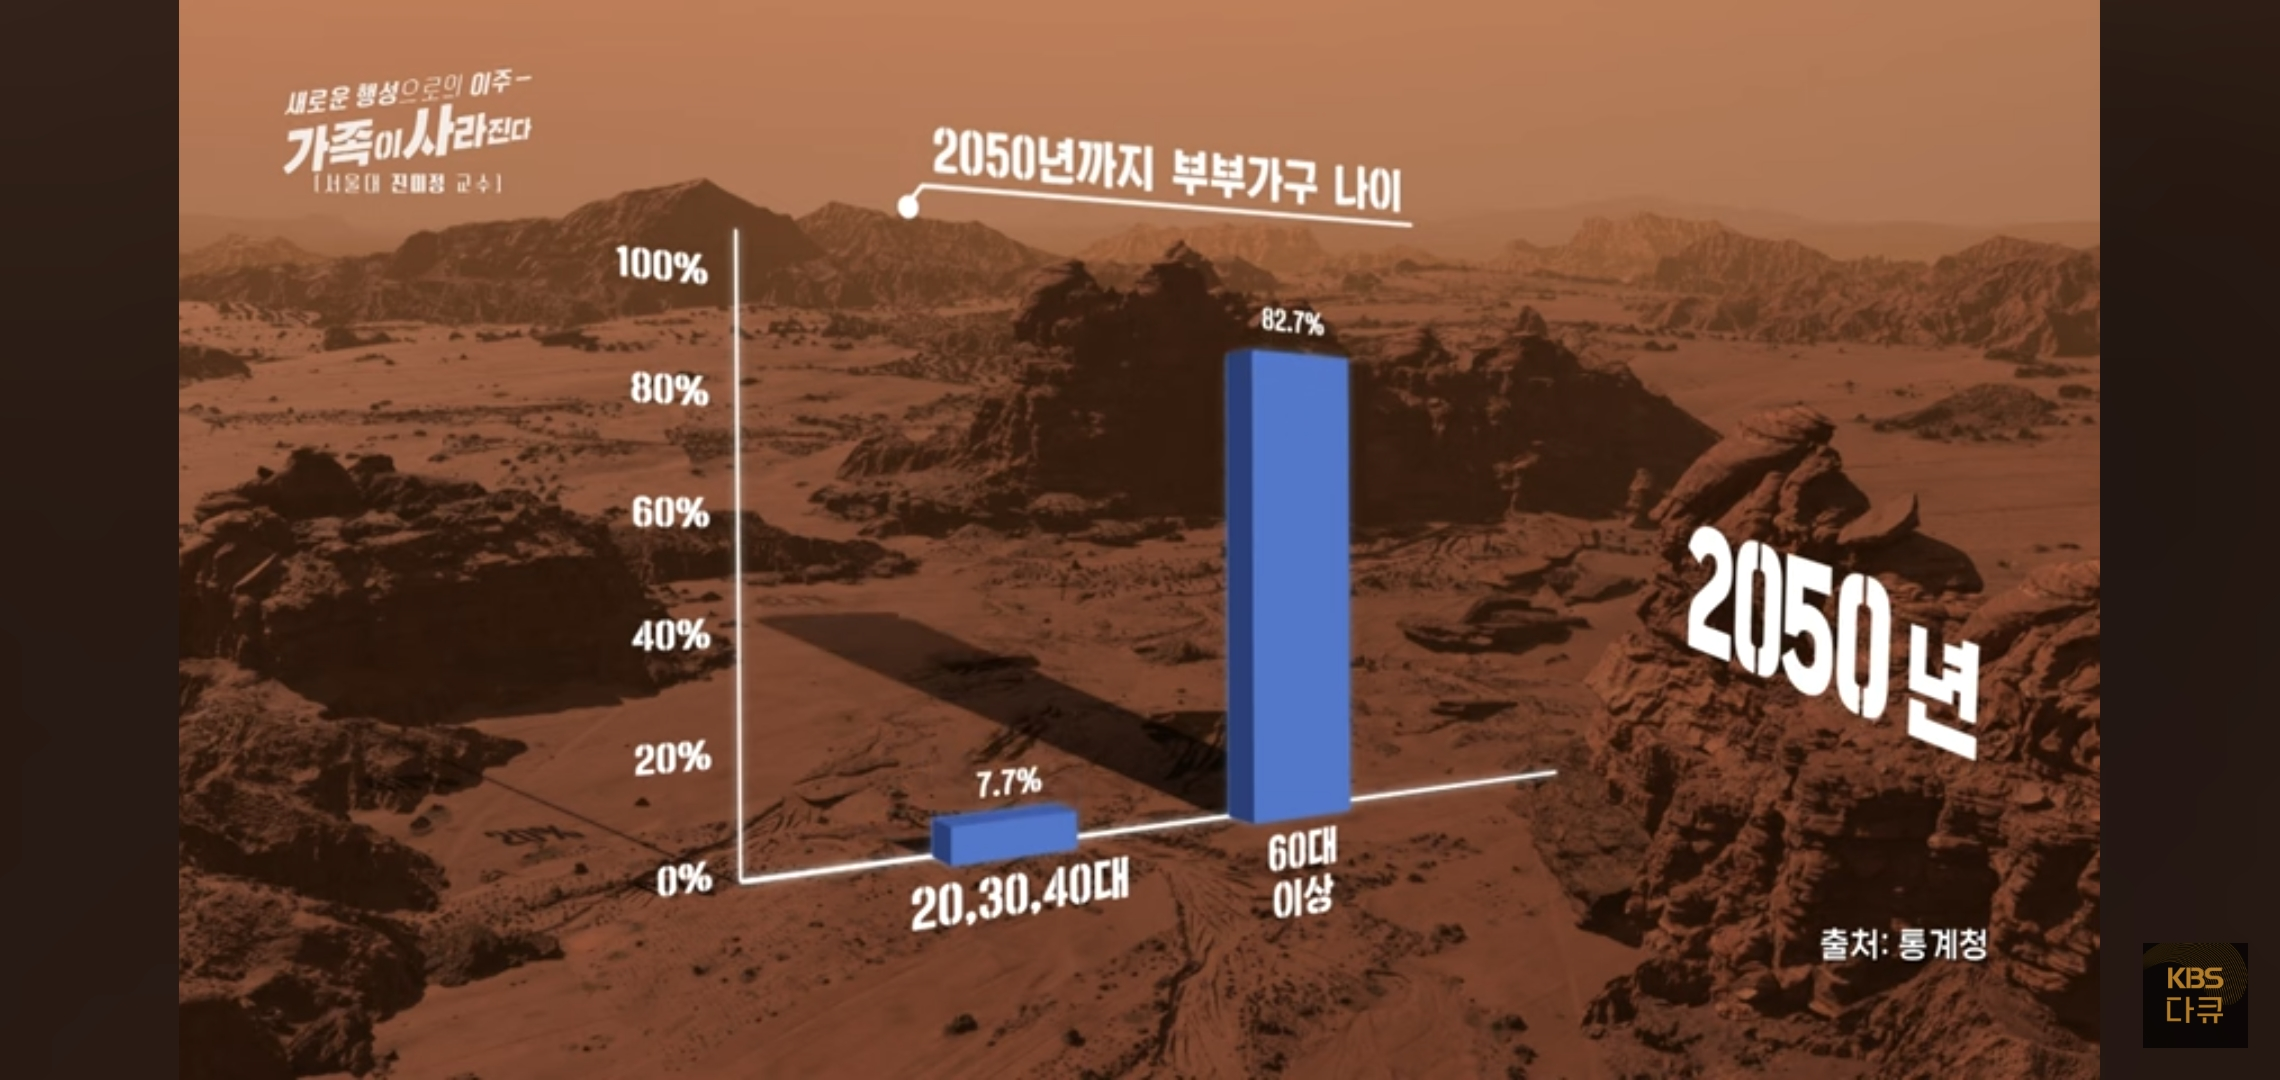 새로운 행성으로의 이주-
가족이 사라진다
[서울대 진미정 교수]
2050년까지 부부가구 나이
100%
80%
60%
40%
20%
0%
82.7%
7.7%
20,30,40대
60대
이상
2050년
출처: 통계청
KBS
다큐